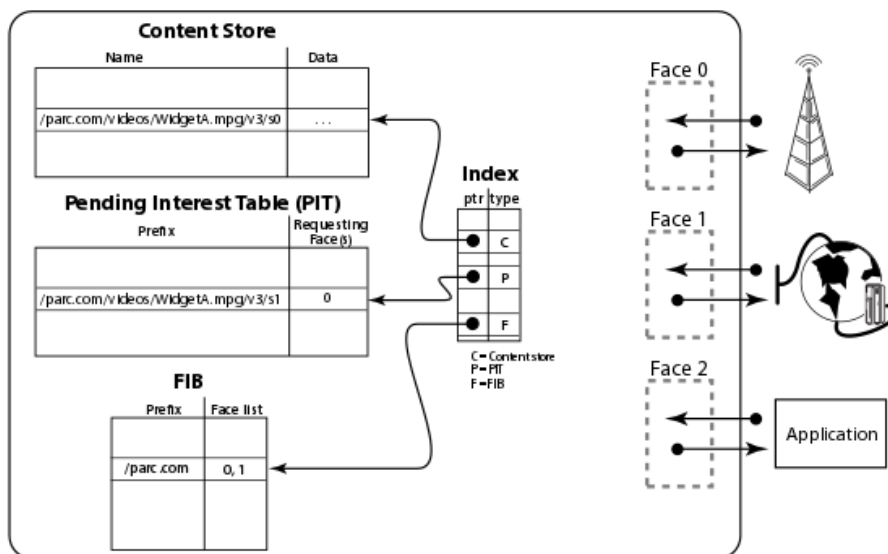 Content Store
Name Data
/parc.com/videos/WidgetA.mpg/v3/s0 ...
Pending Interest Table (PIT)
Prefix Requesting Face(s)
/parc.com/videos/WidgetA.mpg/v3/s1 0
FIB
Prefix Face list
/parc.com 0, 1
Index
ptr type
C
P
F
C = Content store
P = PIT
F = FIB
Face 0
Face 1
Face 2
Application